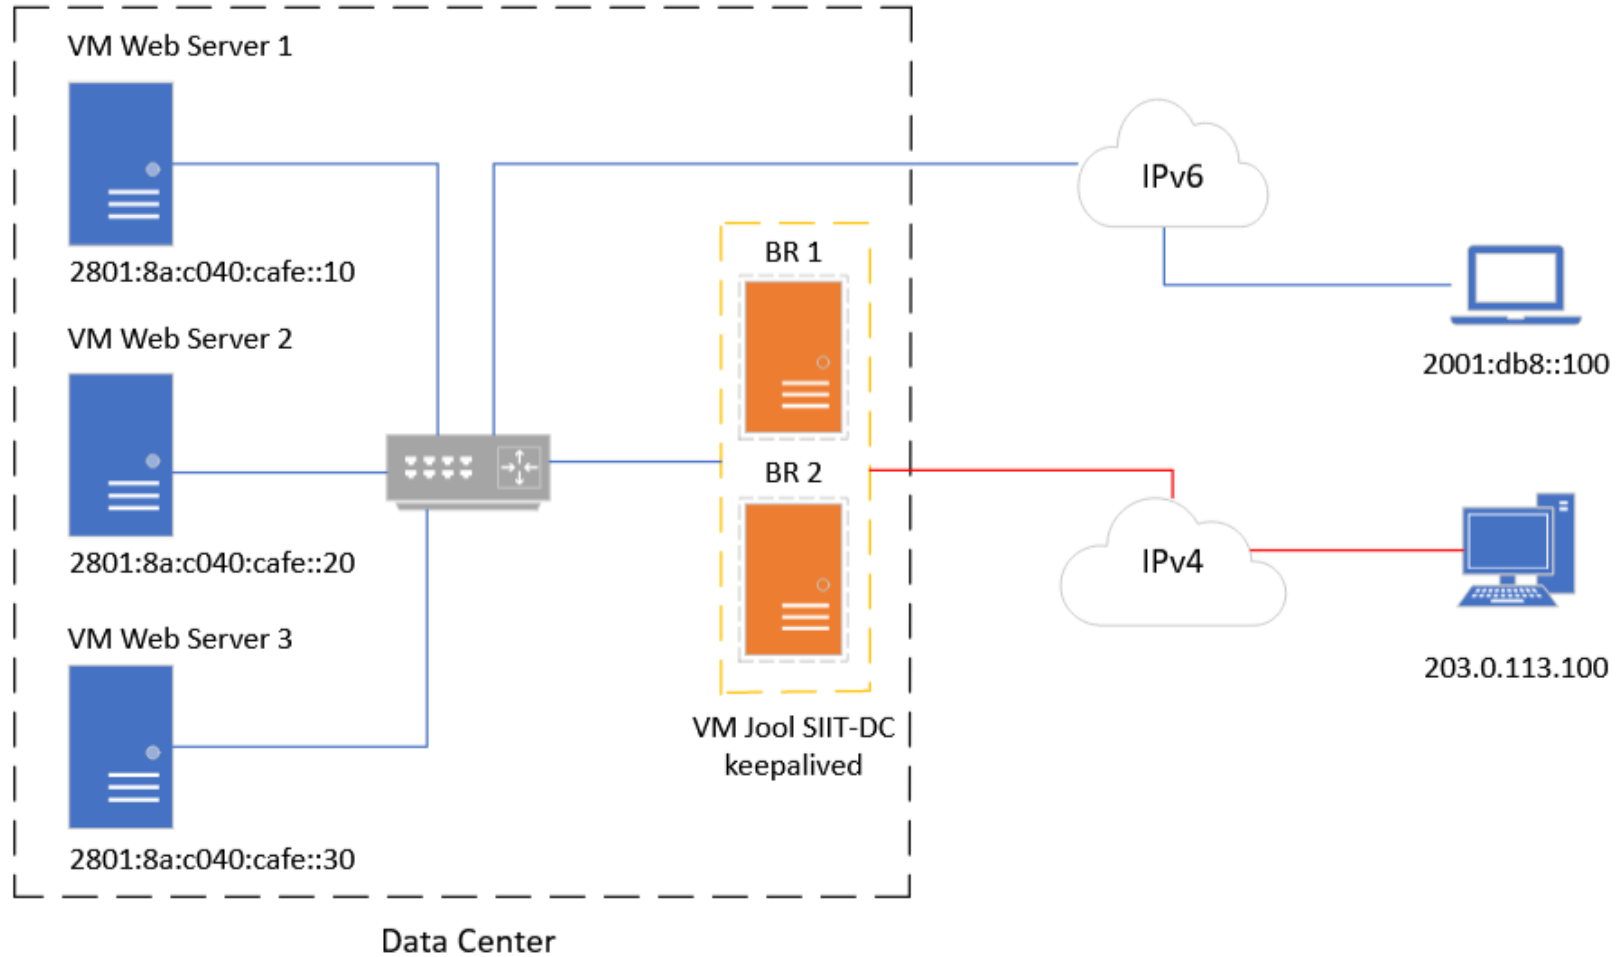 VM Web Server 1
2801:8a:c040:cafe::10
VM Web Server 2
2801:8a:c040:cafe::20
VM Web Server 3
2801:8a:c040:cafe::30
BR 1
BR 2
VM Jool SIIT-DC
keepalived
IPv6
2001:db8::100
IPv4
203.0.113.100
Data Center